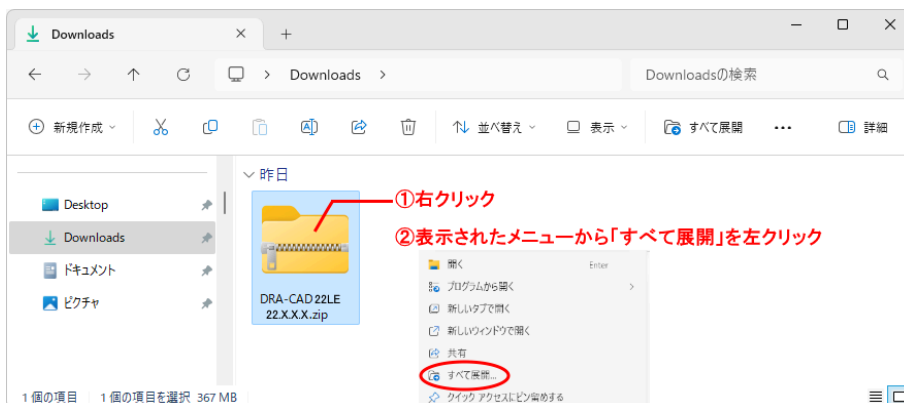 Downloads
Downloads
Downloadsの検索
新規作成
並べ替え
表示
すべて展開
詳細
昨日
Desktop
Downloads
ドキュメント
ピクチャ
DRA-CAD 22LE
22.X.X.X.zip
①右クリック
②表示されたメニューから「すべて展開」を左クリック
開く Enter
プログラムから開く
新しいタブで開く
新しいウィンドウで開く
共有
すべて展開...
クイック アクセスにピン留めする
1 個の項目 1 個の項目を選択 367 MB